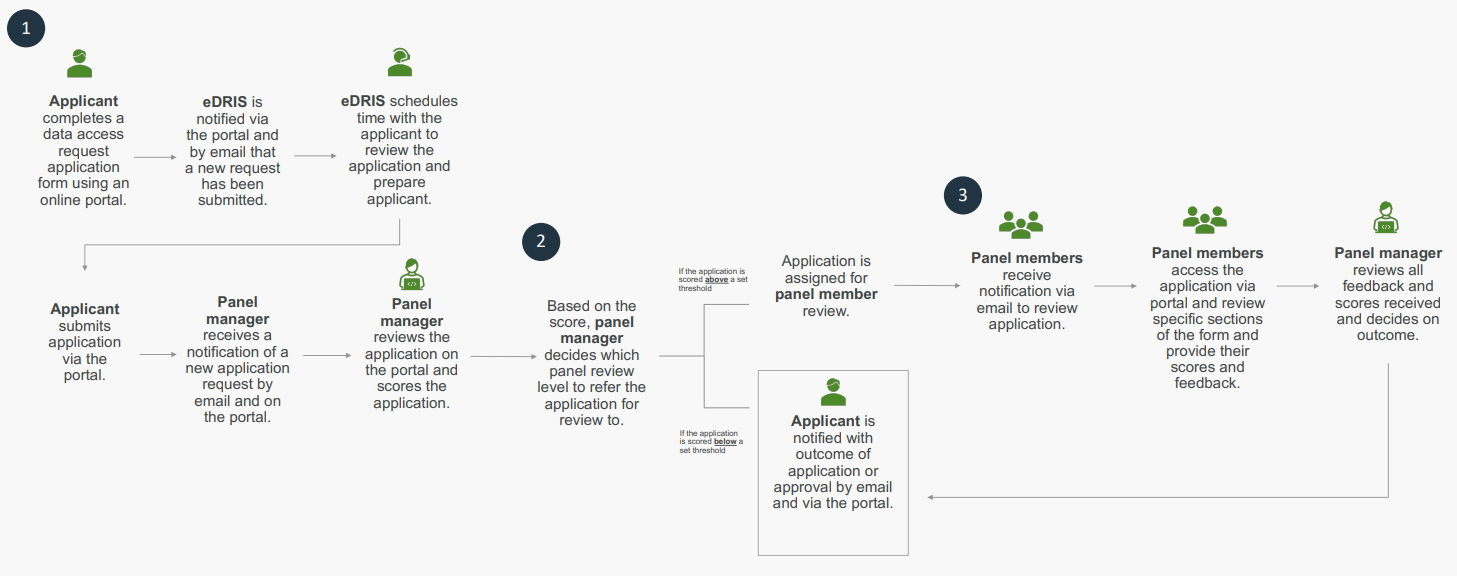 1
Applicant
completes a
data access
request
application
form using an
online portal.
eDRIS is
notified via
the portal and
by email that
a new request
has been
submitted.
eDRIS schedules
time with the
applicant to
review the
application and
prepare
applicant.
Applicant
submits
application
via the
portal.
Panel
manager
receives a
notification of a
new application
request by
email and on
the portal.
Panel
manager
reviews the
application on
the portal and
scores the
application.
2
Based on the
score, panel
manager
decides which
panel review
level to refer the
application for
review to.
If the application is
scored above a set
threshold
Application is
assigned for
panel member
review.
If the application
is scored below a
set threshold
Applicant is
notified with
outcome of
application or
approval by email
and via the portal.
3
Panel members
receive
notification via
email to review
application.
Panel members
access the
application via
portal and review
specific sections
of the form and
provide their
scores and
feedback.
Panel manager
reviews all
feedback and
scores received
and decides on
outcome.